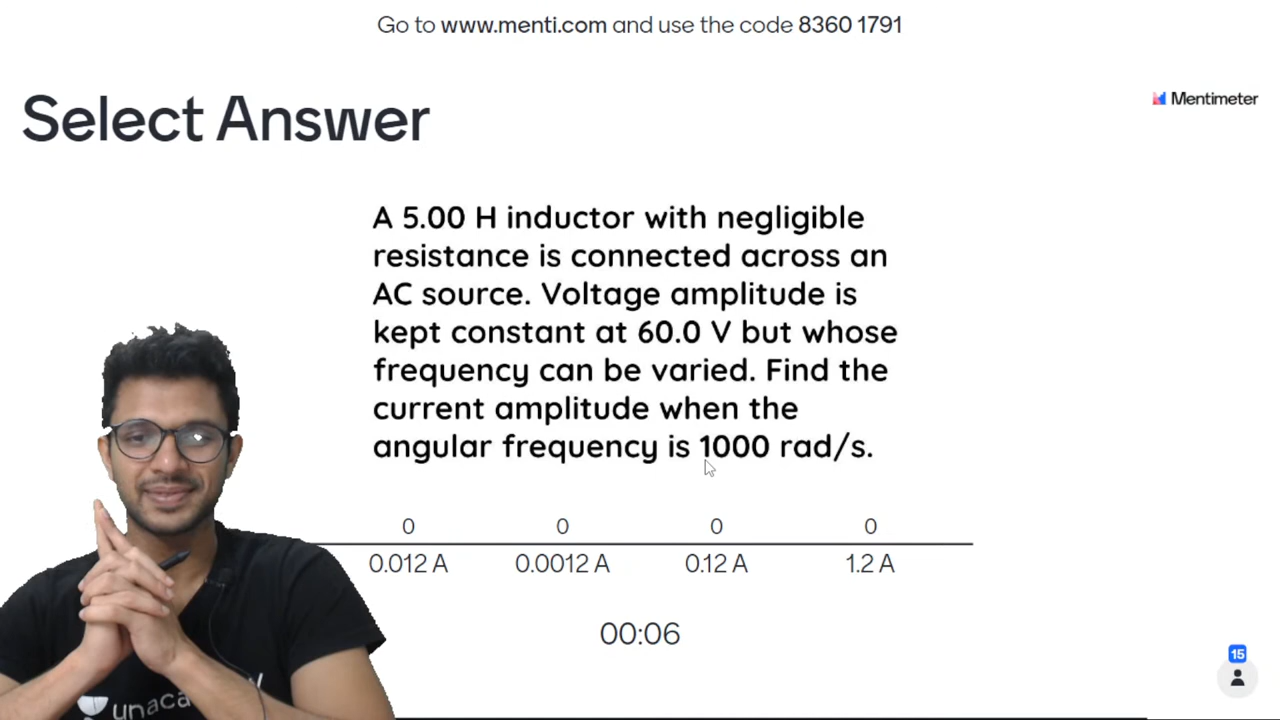 Go to www.menti.com and use the code 8360 1791
Select Answer
Mentimeter
A 5.00 H inductor with negligible
resistance is connected across an
AC source. Voltage amplitude is
kept constant at 60.0 V but whose
frequency can be varied. Find the
current amplitude when the
angular frequency is 1000 rad/s.
0 0 0 0
0.012 A 0.0012 A 0.12 A 1.2 A
00:06
15